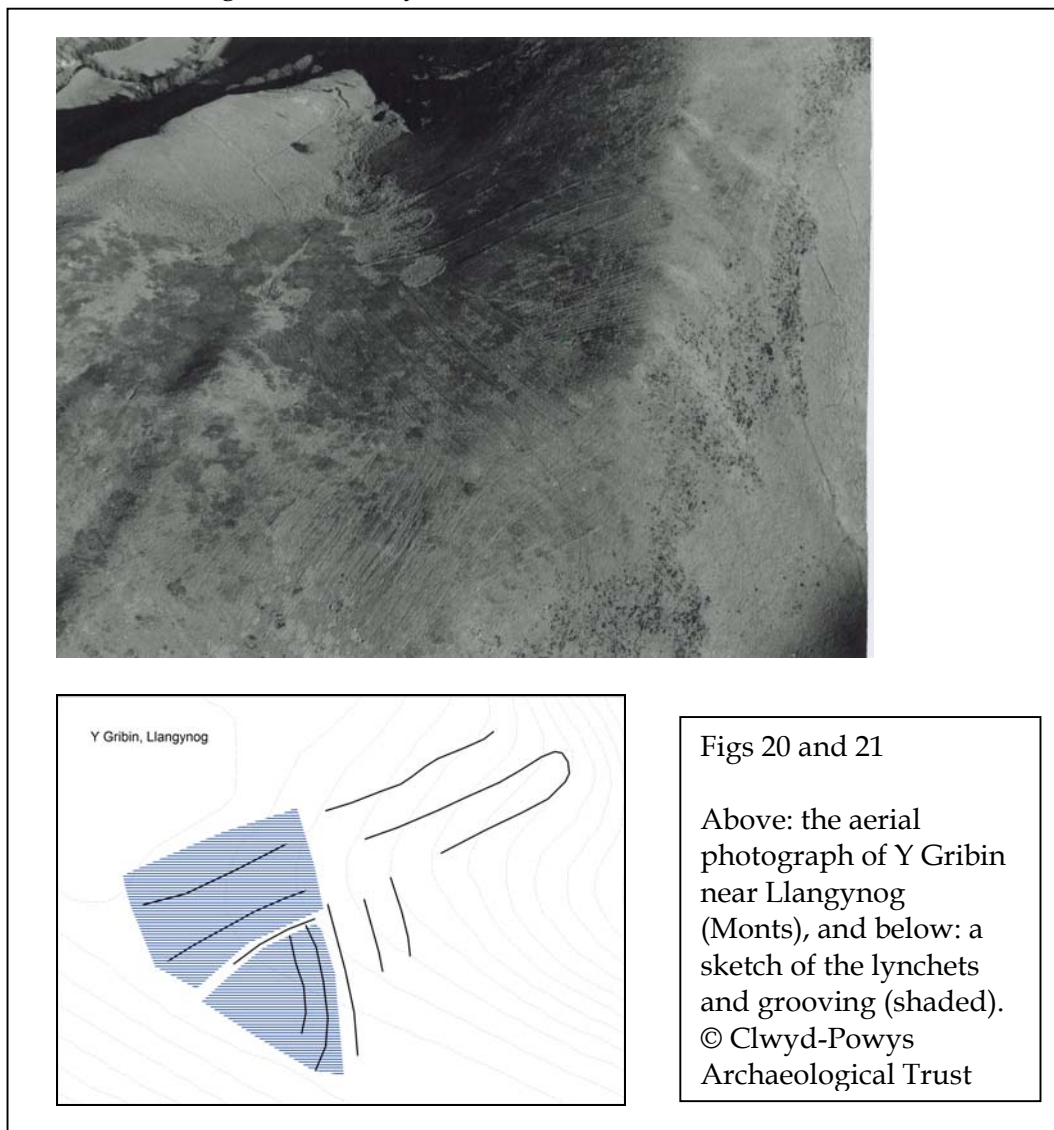 Y Gribin, Llangynog
Figs 20 and 21
Above: the aerial
photograph of Y Gribin
near Llangynog
(Monts), and below: a
sketch of the lynchets
and grooving (shaded).
© Clwyd-Powys
Archaeological Trust